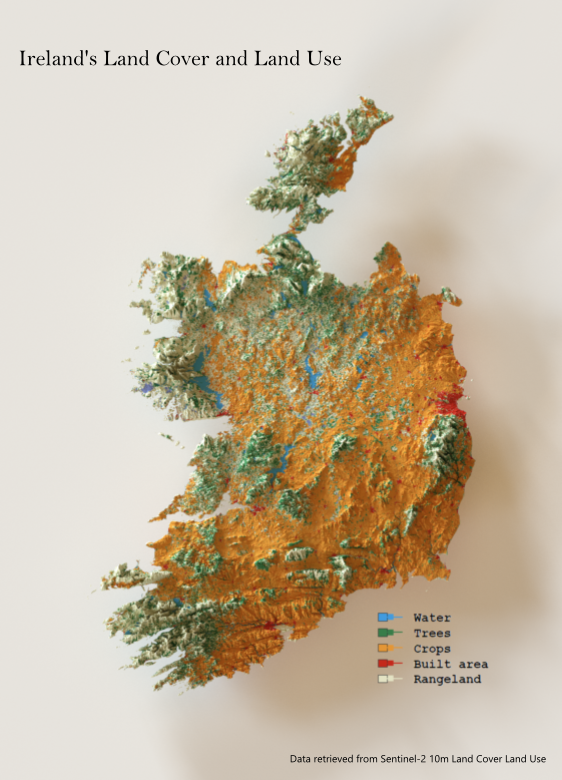 Ireland's Land Cover and Land Use
Water
Trees
Crops
Built area
Rangeland
Data retrieved from Sentinel-2 10m Land Cover Land Use